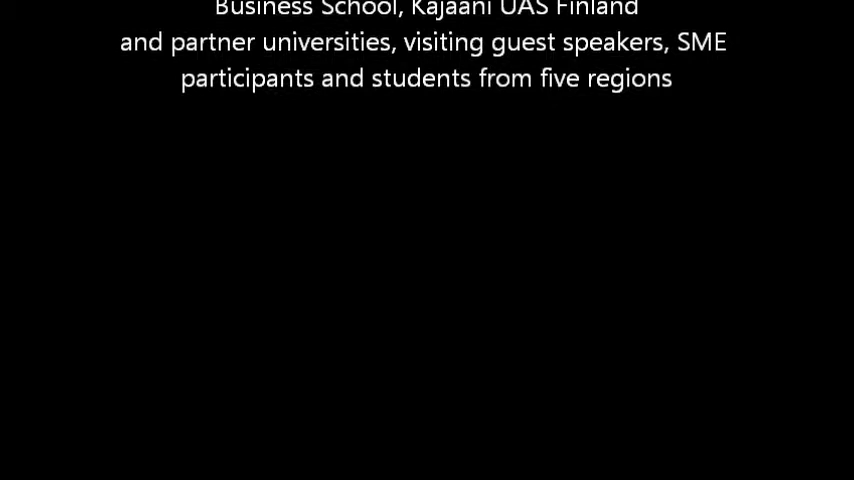 Business School, Kajaani UAS Finland
and partner universities, visiting guest speakers, SME
participants and students from five regions